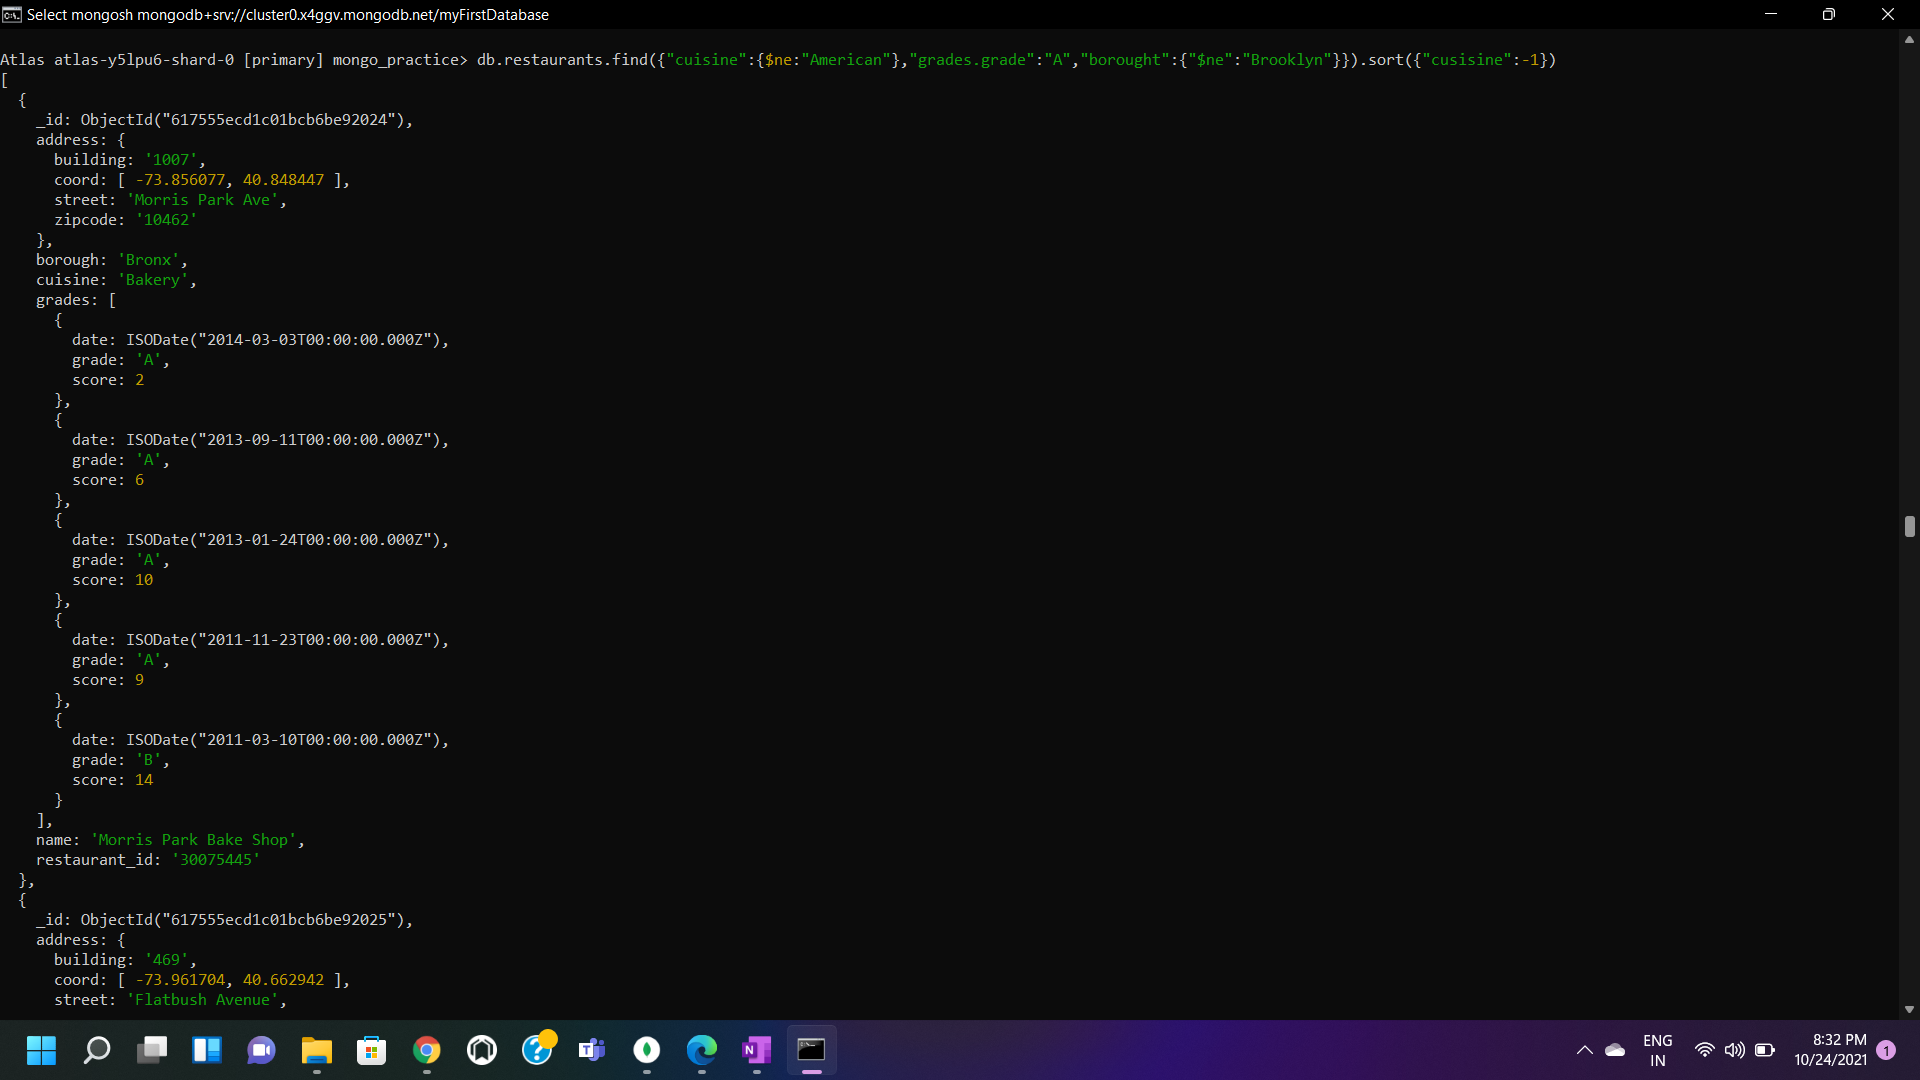 Select mongosh mongodb+srv://cluster0.x4ggv.mongodb.net/myFirstDatabase
Atlas atlas-y5lpu6-shard-0 [primary] mongo_practice> db.restaurants.find({"cuisine":{$ne:"American"},"grades.grade":"A","borought":{"$ne":"Brooklyn"}}).sort({"cusisine":-1})
[
  {
    _id: ObjectId("617555ecd1c01bcb6be92024"),
    address: {
      building: '1007',
      coord: [ -73.856077, 40.848447 ],
      street: 'Morris Park Ave',
      zipcode: '10462'
    },
    borough: 'Bronx',
    cuisine: 'Bakery',
    grades: [
      {
        date: ISODate("2014-03-03T00:00:00.000Z"),
        grade: 'A',
        score: 2
      },
      {
        date: ISODate("2013-09-11T00:00:00.000Z"),
        grade: 'A',
        score: 6
      },
      {
        date: ISODate("2013-01-24T00:00:00.000Z"),
        grade: 'A',
        score: 10
      },
      {
        date: ISODate("2011-11-23T00:00:00.000Z"),
        grade: 'A',
        score: 9
      },
      {
        date: ISODate("2011-03-10T00:00:00.000Z"),
        grade: 'B',
        score: 14
      }
    ],
    name: 'Morris Park Bake Shop',
    restaurant_id: '30075445'
  },
  {
    _id: ObjectId("617555ecd1c01bcb6be92025"),
    address: {
      building: '469',
      coord: [ -73.961704, 40.662942 ],
      street: 'Flatbush Avenue',
ENG
IN
8:32 PM
10/24/2021
1